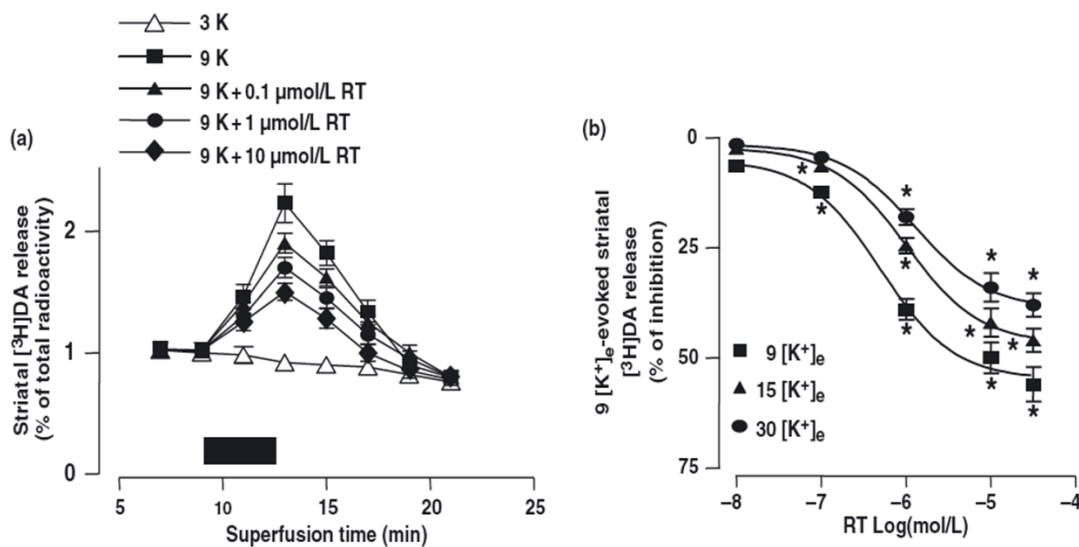 3 K
9 K
9 K + 0.1 µmol/L RT
9 K + 1 µmol/L RT
9 K + 10 µmol/L RT
(a)
Striatal [³H]DA release
(% of total radioactivity)
2
1
0
5 10 15 20 25
Superfusion time (min)
(b)
9 [K⁺]ₑ-evoked striatal
[³H]DA release
(% of inhibition)
0
25
50
75
* * * * * * * * * * *
9 [K⁺]ₑ
15 [K⁺]ₑ
30 [K⁺]ₑ
–8 –7 –6 –5 –4
RT Log(mol/L)